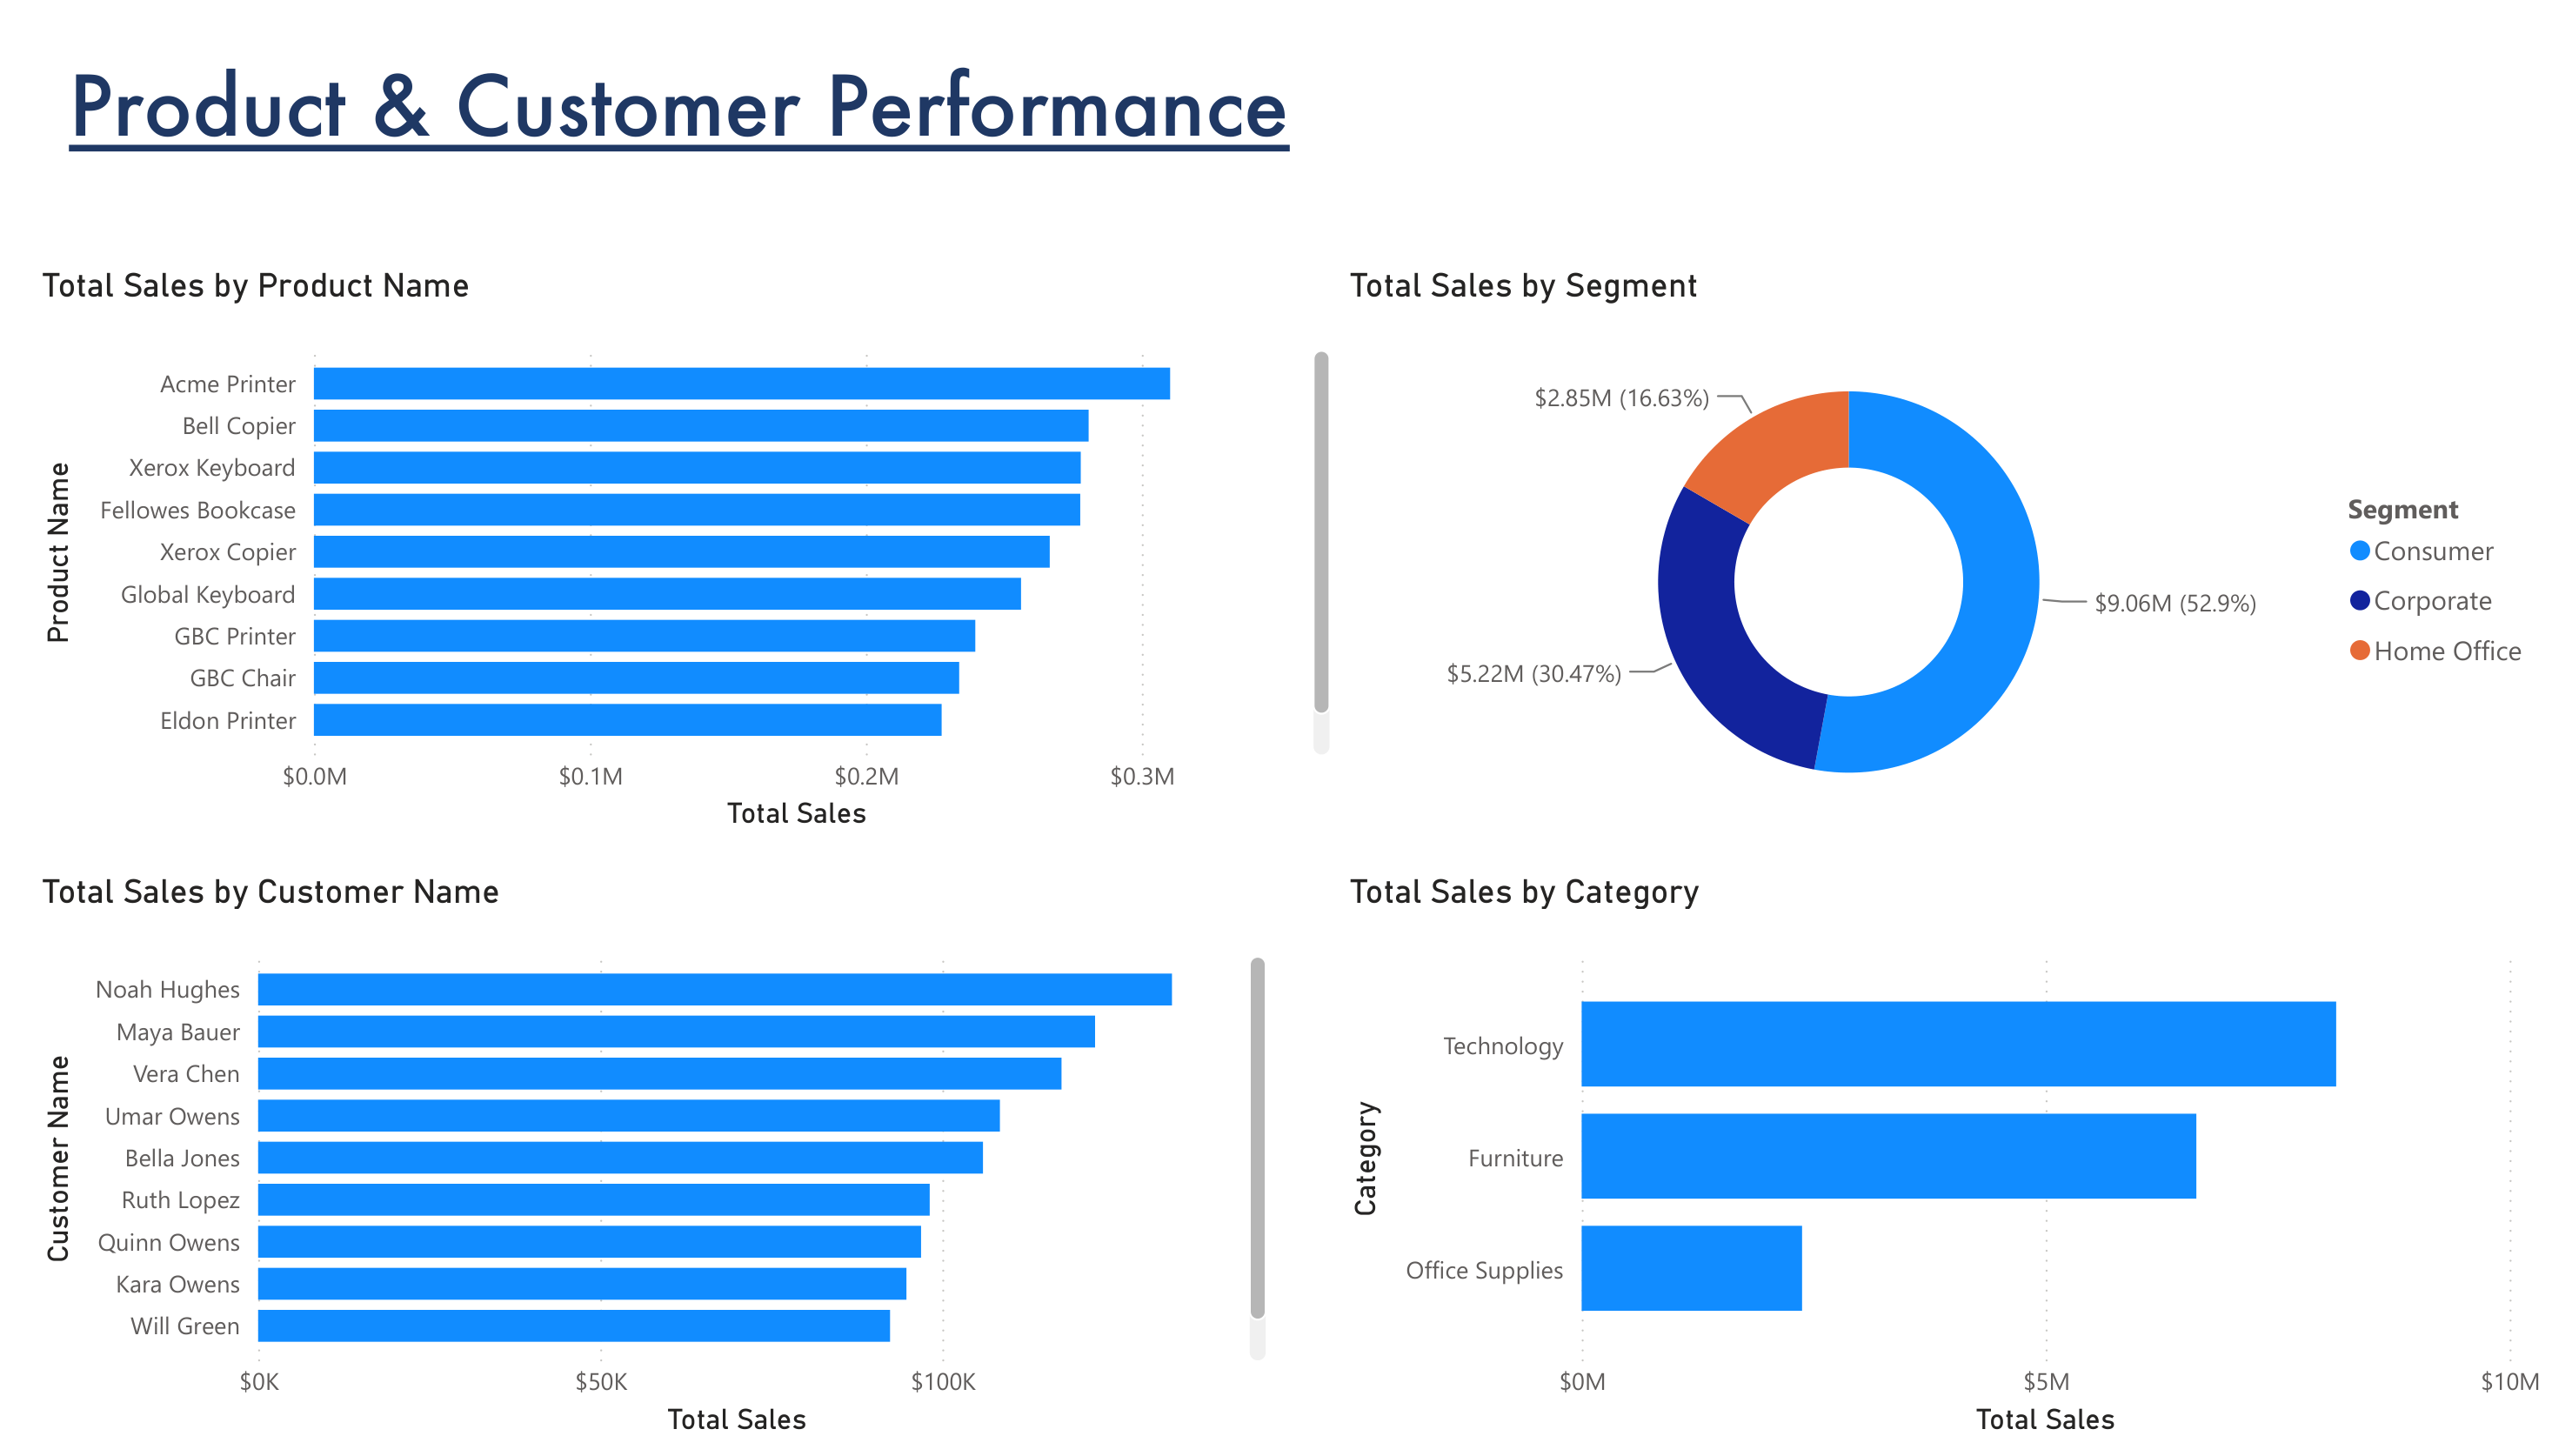 Product & Customer Performance
Total Sales by Product Name
Product Name
Acme Printer
Bell Copier
Xerox Keyboard
Fellowes Bookcase
Xerox Copier
Global Keyboard
GBC Printer
GBC Chair
Eldon Printer
$0.0M $0.1M $0.2M $0.3M
Total Sales
Total Sales by Segment
$2.85M (16.63%)
$9.06M (52.9%)
$5.22M (30.47%)
Segment
Consumer
Corporate
Home Office
Total Sales by Customer Name
Customer Name
Noah Hughes
Maya Bauer
Vera Chen
Umar Owens
Bella Jones
Ruth Lopez
Quinn Owens
Kara Owens
Will Green
$0K $50K $100K
Total Sales
Total Sales by Category
Category
Technology
Furniture
Office Supplies
$0M $5M $10M
Total Sales